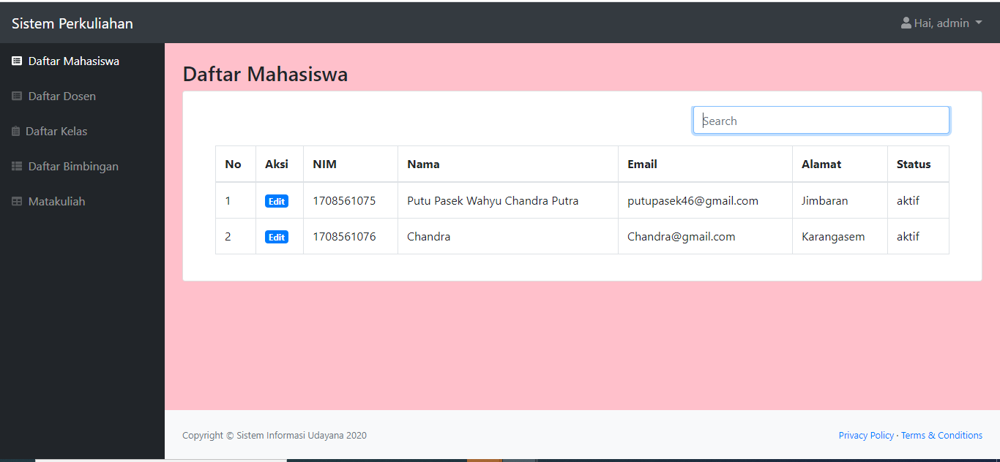 Sistem Perkuliahan
Hai, admin
Daftar Mahasiswa
Daftar Dosen
Daftar Kelas
Daftar Bimbingan
Matakuliah
Daftar Mahasiswa
Search
No Aksi NIM Nama Email Alamat Status
1 Edit 1708561075 Putu Pasek Wahyu Chandra Putra putupasek46@gmail.com Jimbaran aktif
2 Edit 1708561076 Chandra Chandra@gmail.com Karangasem aktif
Copyright © Sistem Informasi Udayana 2020
Privacy Policy · Terms & Conditions